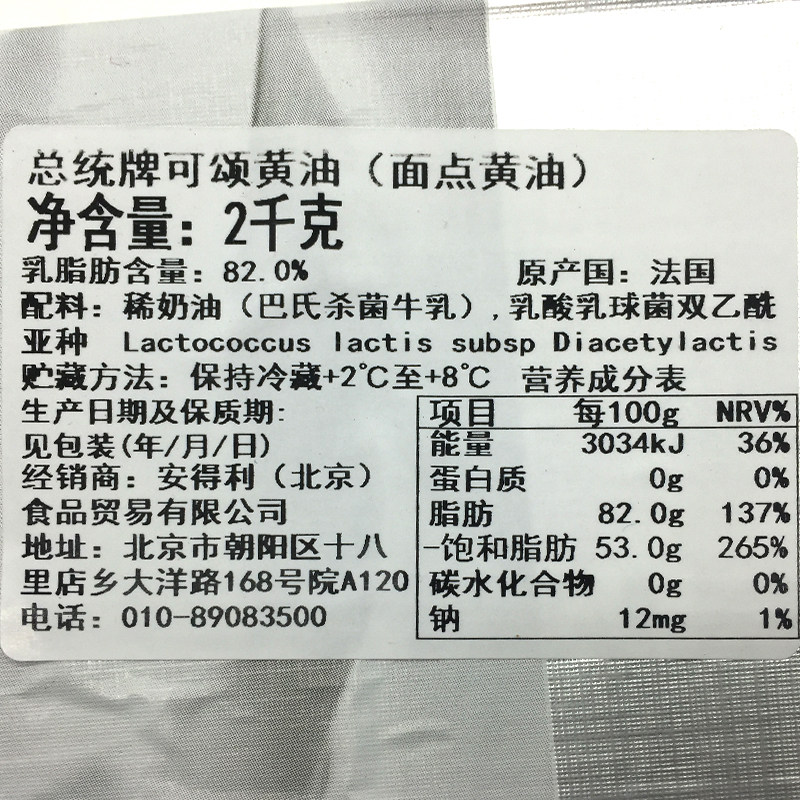 总统牌可颂黄油（面点黄油）
净含量：2千克
乳脂肪含量：82.0% 原产国：法国
配料：稀奶油（巴氏杀菌牛乳）,乳酸乳球菌双乙酰
亚种 Lactococcus lactis subsp Diacetylactis
贮藏方法：保持冷藏+2℃至+8℃ 营养成分表
生产日期及保质期:
见包装(年/月/日)
经销商：安得利（北京）
食品贸易有限公司
地址：北京市朝阳区十八
里店乡大洋路168号院A120
电话：010-89083500
项目 每100g NRV%
能量 3034kJ 36%
蛋白质 0g 0%
脂肪 82.0g 137%
-饱和脂肪 53.0g 265%
碳水化合物 0g 0%
钠 12mg 1%